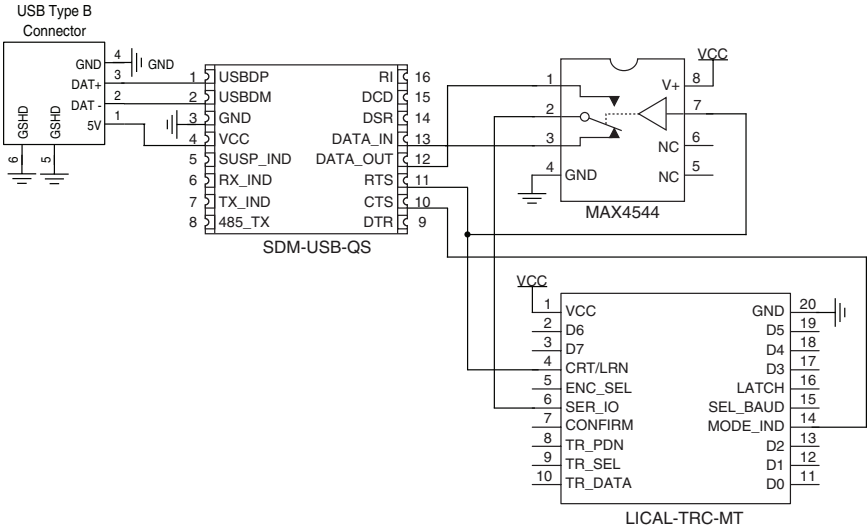 USB Type B
Connector
GND 4 GND
DAT+ 3
DAT - 2
5V 1
GSHD GSHD
6 5
1 USBDP RI 16
2 USBDM DCD 15
3 GND DSR 14
4 VCC DATA_IN 13
5 SUSP_IND DATA_OUT 12
6 RX_IND RTS 11
7 TX_IND CTS 10
8 485_TX DTR 9
SDM-USB-QS
VCC
1 V+ 8
2 7
3 NC 6
4 GND NC 5
MAX4544
VCC
1 VCC GND 20
2 D6 D5 19
3 D7 D4 18
4 CRT/LRN D3 17
5 ENC_SEL LATCH 16
6 SER_IO SEL_BAUD 15
7 CONFIRM MODE_IND 14
8 TR_PDN D2 13
9 TR_SEL D1 12
10 TR_DATA D0 11
LICAL-TRC-MT